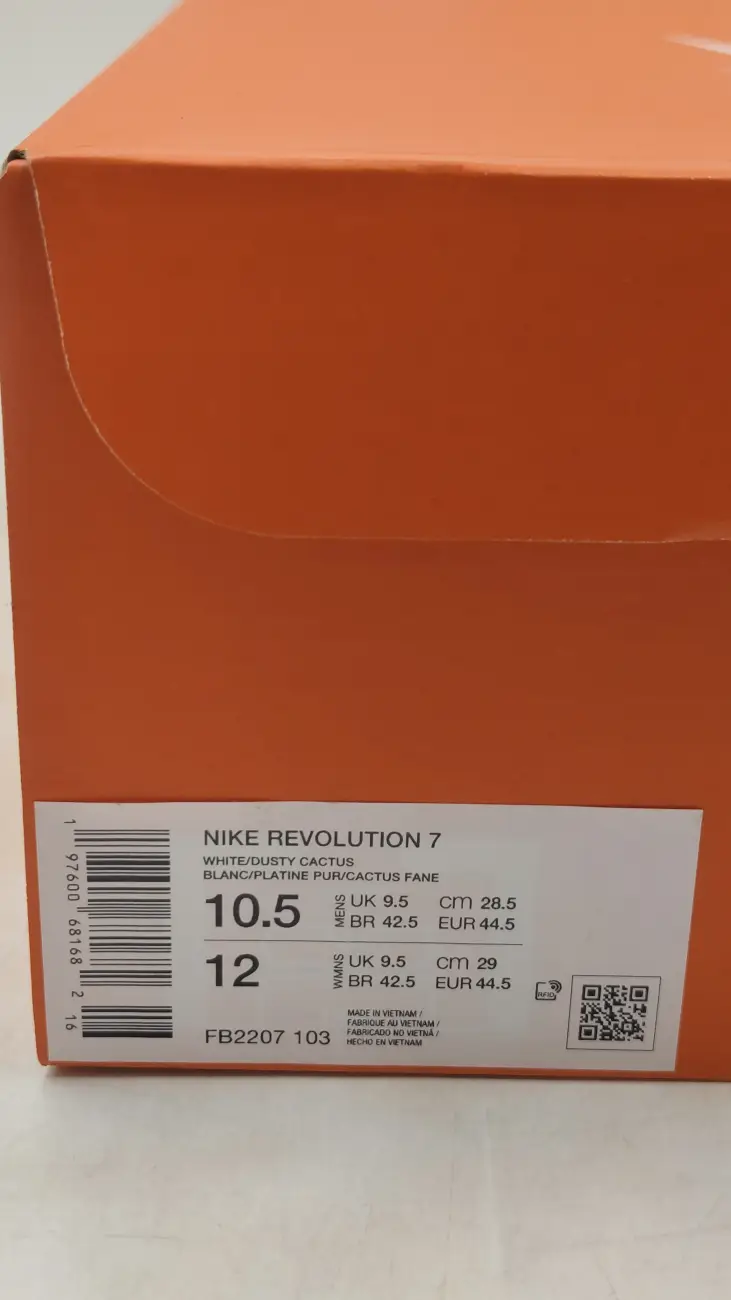 NIKE REVOLUTION 7
WHITE/DUSTY CACTUS
BLANC/PLATINE PUR/CACTUS FANE
10.5 MENS UK 9.5 cm 28.5
BR 42.5 EUR 44.5
12 WMNS UK 9.5 cm 29
BR 42.5 EUR 44.5
FB2207 103
MADE IN VIETNAM /
FABRIQUE AU VIETNAM /
FABRICADO NO VIETNÃ /
HECHO EN VIETNAM
RFID
1 97600 68168 2 16